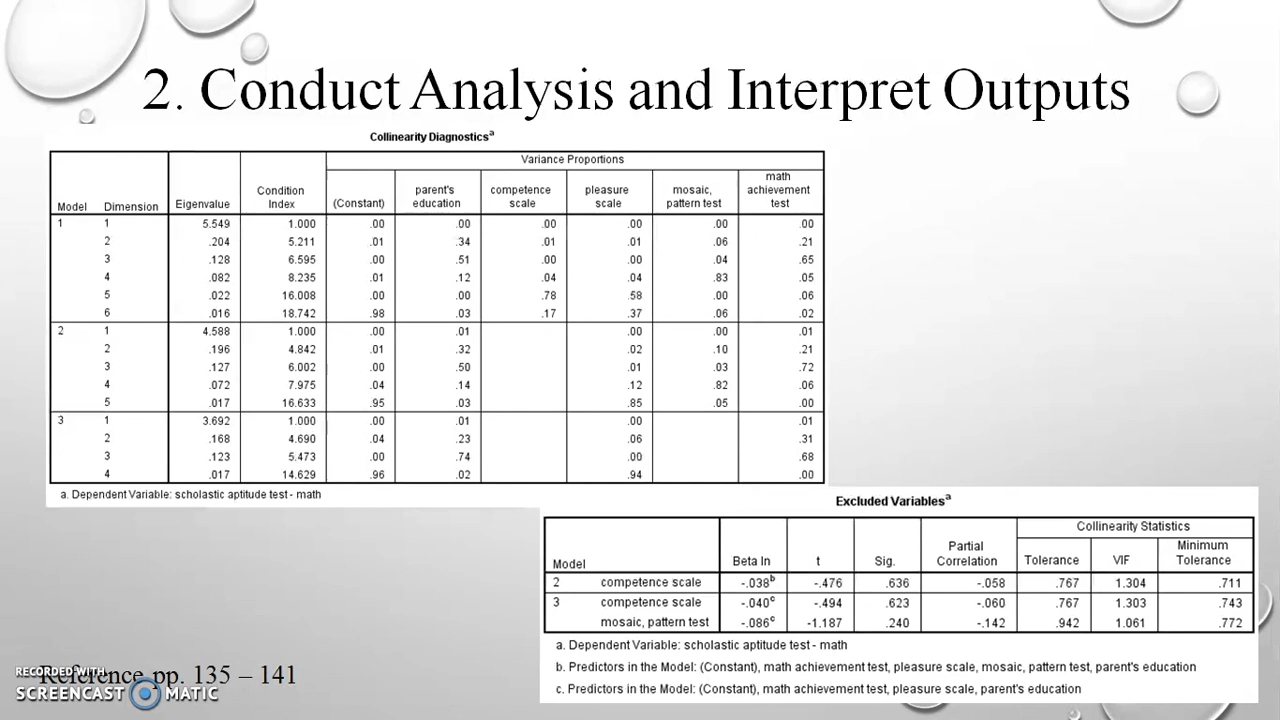 2. Conduct Analysis and Interpret Outputs
Collinearity Diagnosticsa
Variance Proportions
Model Dimension Eigenvalue Condition Index (Constant) parent's education competence scale pleasure scale mosaic, pattern test math achievement test
1 1 5.549 1.000 .00 .00 .00 .00 .00 .00
2 .204 5.211 .01 .34 .01 .01 .06 .21
3 .128 6.595 .00 .51 .00 .00 .04 .65
4 .082 8.235 .01 .12 .04 .04 .83 .05
5 .022 16.008 .00 .00 .78 .58 .00 .06
6 .016 18.742 .98 .03 .17 .37 .06 .02
2 1 4.588 1.000 .00 .01 .00 .00 .01
2 .196 4.842 .01 .32 .02 .10 .21
3 .127 6.002 .00 .50 .01 .03 .72
4 .072 7.975 .04 .14 .12 .82 .06
5 .017 16.633 .95 .03 .85 .05 .00
3 1 3.692 1.000 .00 .01 .00 .01
2 .168 4.690 .04 .23 .06 .31
3 .123 5.473 .00 .74 .00 .68
4 .017 14.629 .96 .02 .94 .00
a. Dependent Variable: scholastic aptitude test - math
Excluded Variablesa
Collinearity Statistics
Model Beta In t Sig. Partial Correlation Tolerance VIF Minimum Tolerance
2 competence scale -.038b -.476 .636 -.058 .767 1.304 .711
3 competence scale -.040c -.494 .623 -.060 .767 1.303 .743
mosaic, pattern test -.086c -1.187 .240 -.142 .942 1.061 .772
a. Dependent Variable: scholastic aptitude test - math
b. Predictors in the Model: (Constant), math achievement test, pleasure scale, mosaic, pattern test, parent's education
c. Predictors in the Model: (Constant), math achievement test, pleasure scale, parent's education
Reference pp. 135 – 141
RECORDED WITH
SCREENCAST MATIC